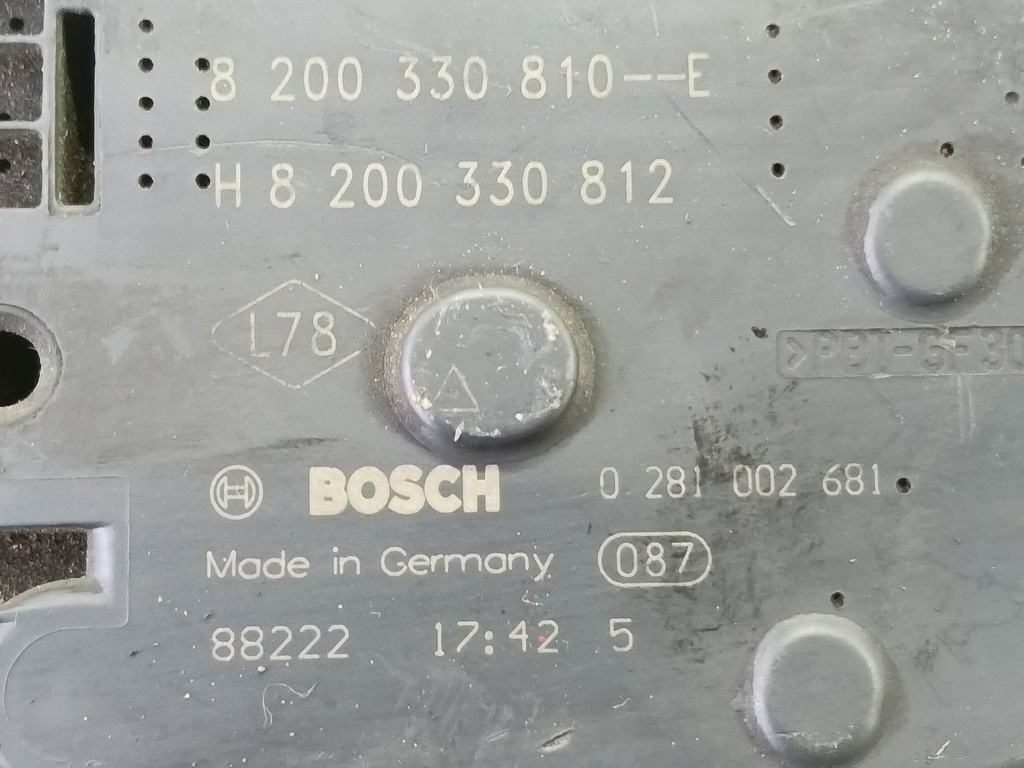 8 200 330 810--E
H 8 200 330 812
L78
BOSCH 0 281 002 681
Made in Germany 087
88222 17:42 5